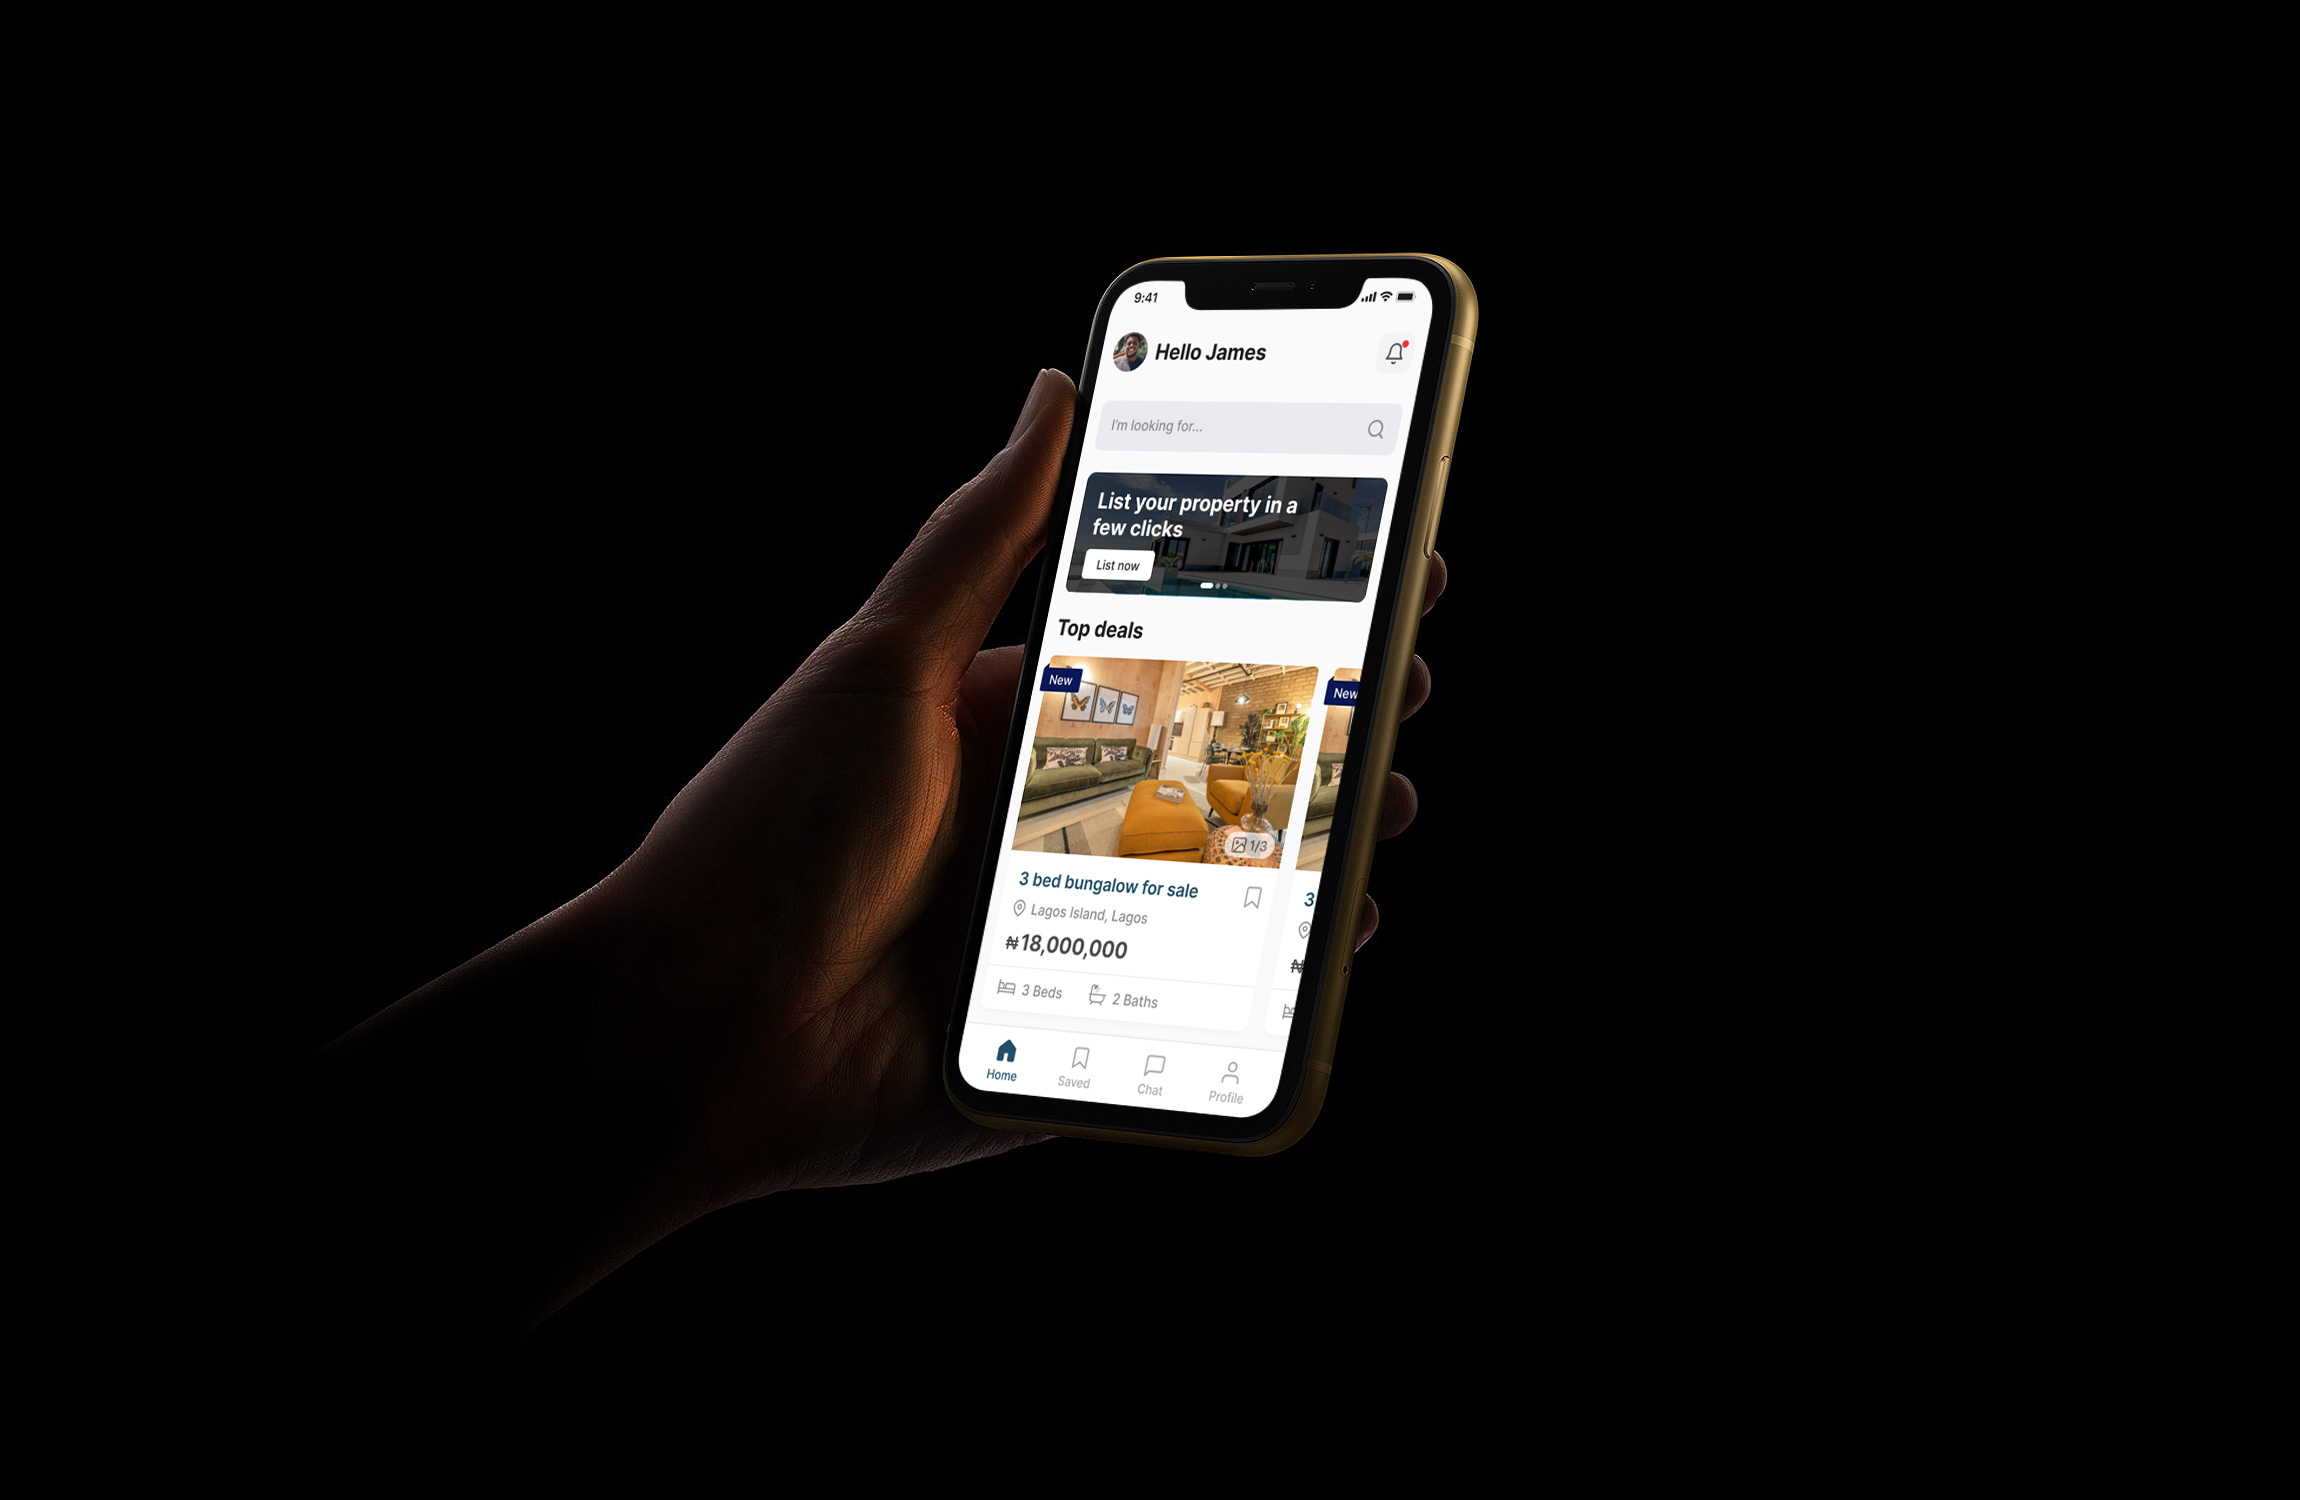 9:41
Hello James
I'm looking for...
List your property in a
few clicks
List now
Top deals
New
New
1/3
3 bed bungalow for sale
3
Lagos Island, Lagos
₦18,000,000
₦
3 Beds
2 Baths
Home
Saved
Chat
Profile